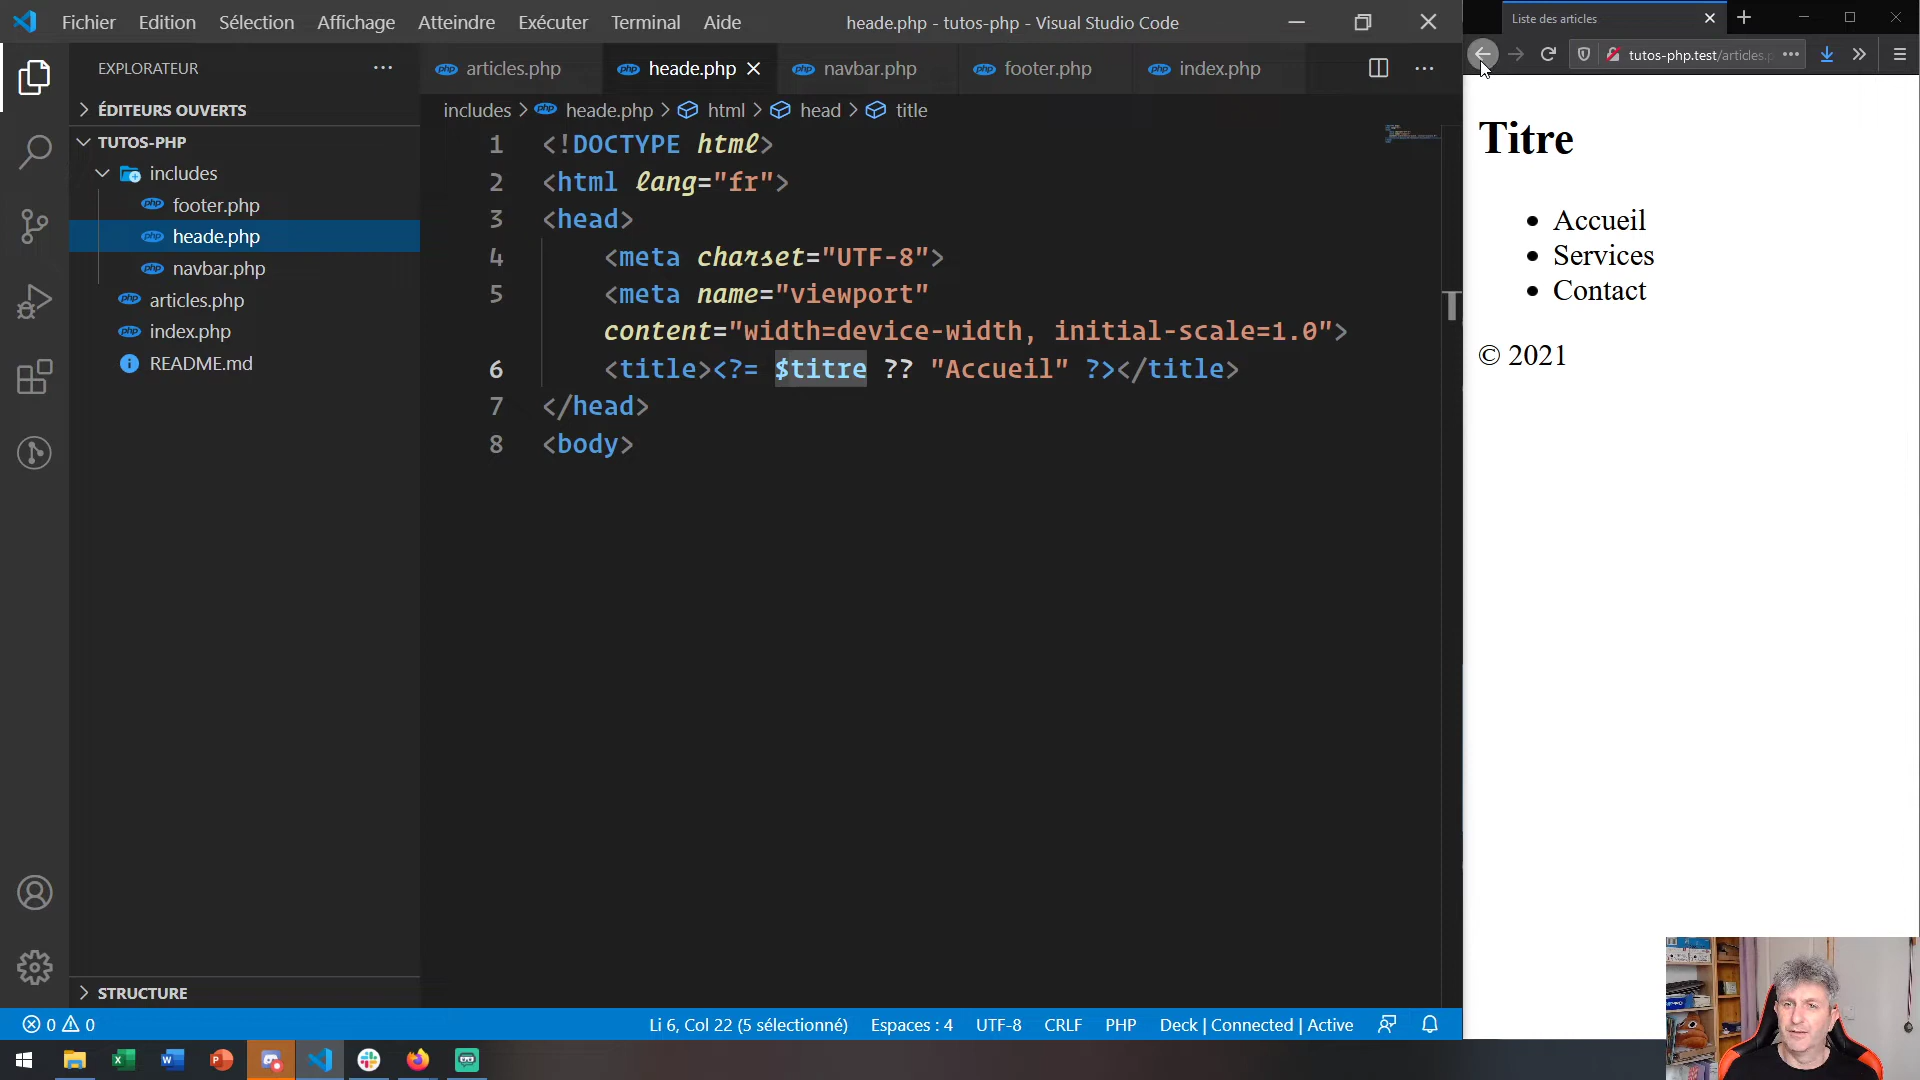 Fichier Edition Sélection Affichage Atteindre Exécuter Terminal Aide
heade.php - tutos-php - Visual Studio Code
Liste des articles
EXPLORATEUR
articles.php heade.php navbar.php footer.php index.php
tutos-php.test/articles.p
ÉDITEURS OUVERTS
includes > heade.php > html > head > title
TUTOS-PHP
includes
footer.php
heade.php
navbar.php
articles.php
index.php
README.md
1 <!DOCTYPE html>
2 <html lang="fr">
3 <head>
4 <meta charset="UTF-8">
5 <meta name="viewport"
content="width=device-width, initial-scale=1.0">
6 <title><?= $titre ?? "Accueil" ?></title>
7 </head>
8 <body>
Titre
• Accueil
• Services
• Contact
© 2021
STRUCTURE
0 0
Li 6, Col 22 (5 sélectionné) Espaces : 4 UTF-8 CRLF PHP Deck | Connected | Active